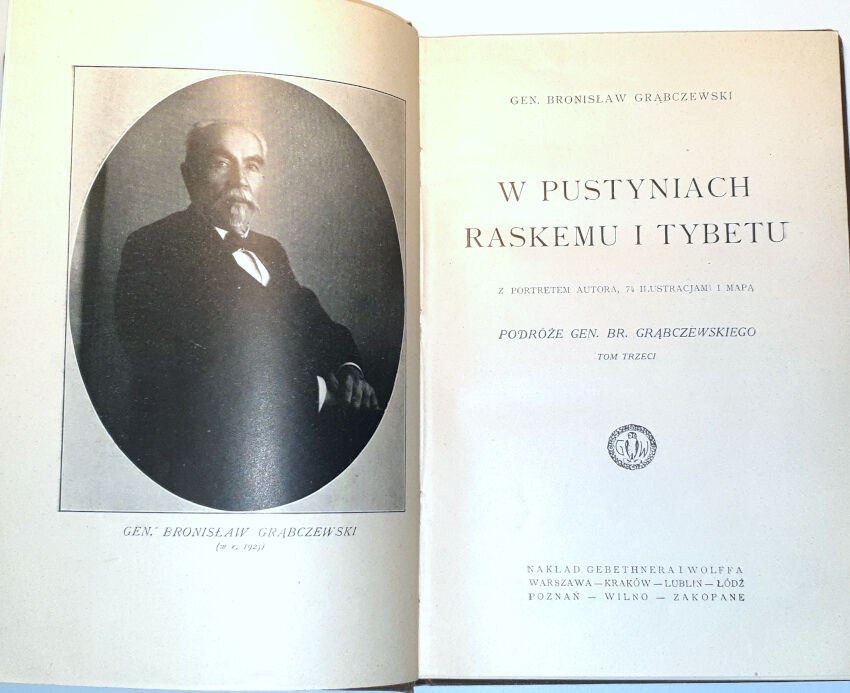 GEN. BRONISŁAW GRĄBCZEWSKI
(w r. 1925)
GEN. BRONISŁAW GRĄBCZEWSKI
W PUSTYNIACH
RASKEMU I TYBETU
Z PORTRETEM AUTORA, 74 ILUSTRACJAMI I MAPĄ
PODRÓŻE GEN. BR. GRĄBCZEWSKIEGO
TOM TRZECI
G W
NAKŁAD GEBETHNERA I WOLFFA
WARSZAWA — KRAKÓW — LUBLIN — ŁÓDŹ
POZNAŃ — WILNO — ZAKOPANE